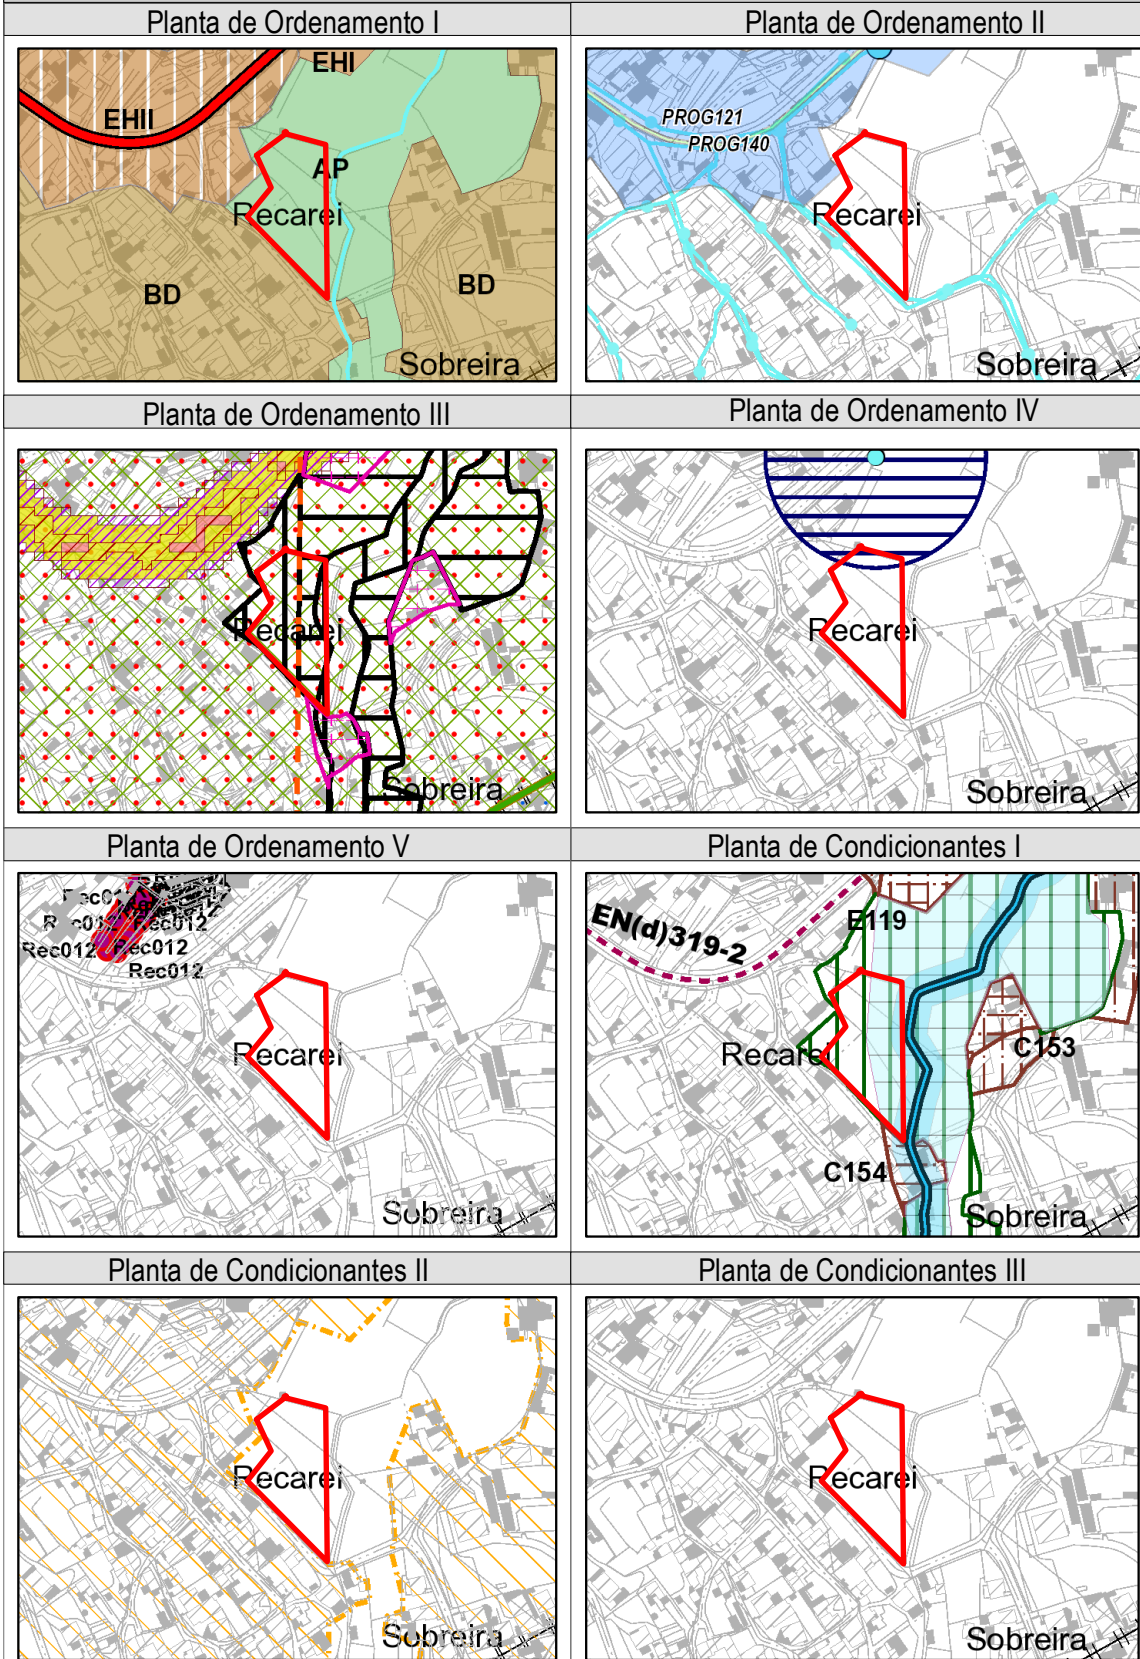 Planta de Ordenamento I
Planta de Ordenamento II
EHI
EHII
AP
Recarei
BD
BD
Sobreira
PROG121
PROG140
Recarei
Sobreira
Planta de Ordenamento III
Planta de Ordenamento IV
Recarei
Sobreira
Recarei
Sobreira
Planta de Ordenamento V
Planta de Condicionantes I
Rec012
Rec012
Rec012
Rec012
Recarei
Sobreira
EN(d)319-2
E119
Recarei
C153
C154
Sobreira
Planta de Condicionantes II
Planta de Condicionantes III
Recarei
Sobreira
Recarei
Sobreira